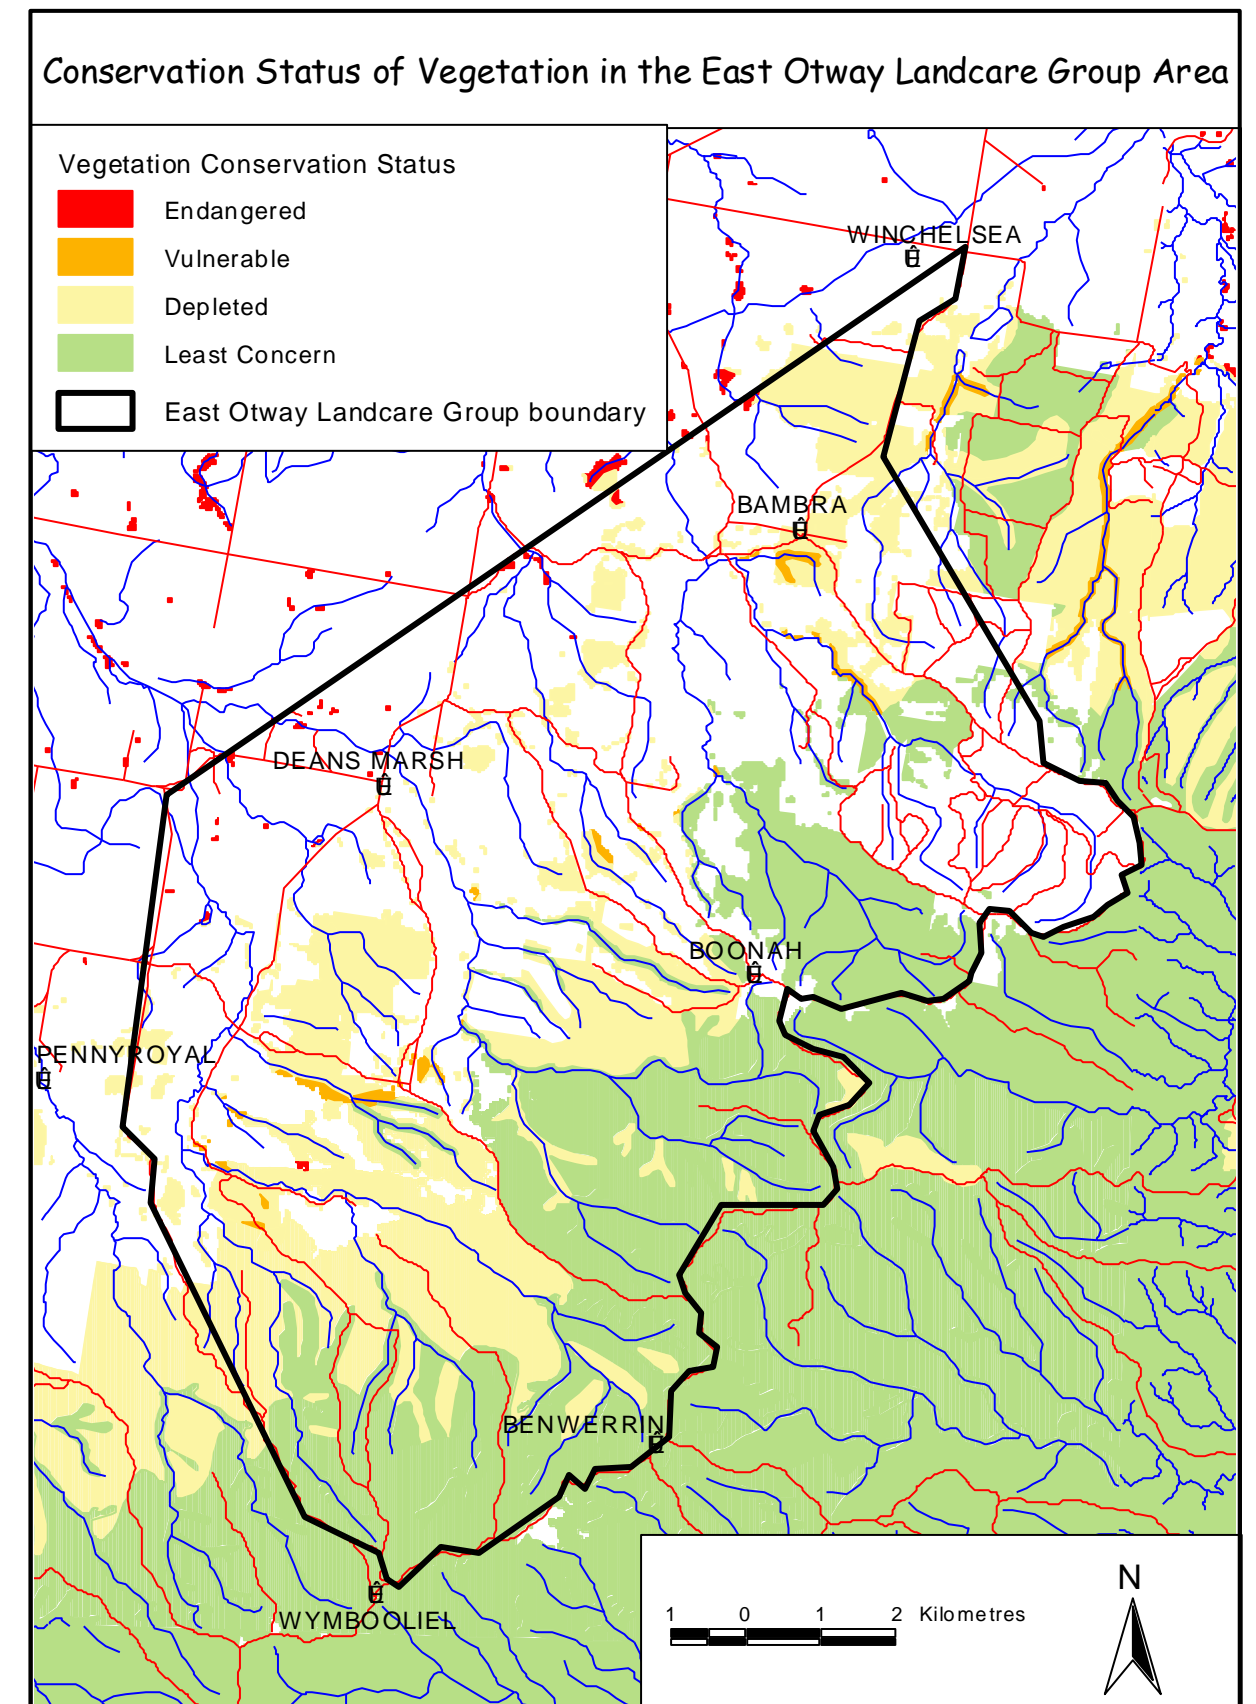 Conservation Status of Vegetation in the East Otway Landcare Group Area
Vegetation Conservation Status
Endangered
Vulnerable
Depleted
Least Concern
East Otway Landcare Group boundary
WINCHELSEA
BAMBRA
DEANS MARSH
BOONAH
PENNYROYAL
BENWERRIN
WYMBOOLIEL
1 0 1 2 Kilometres
N